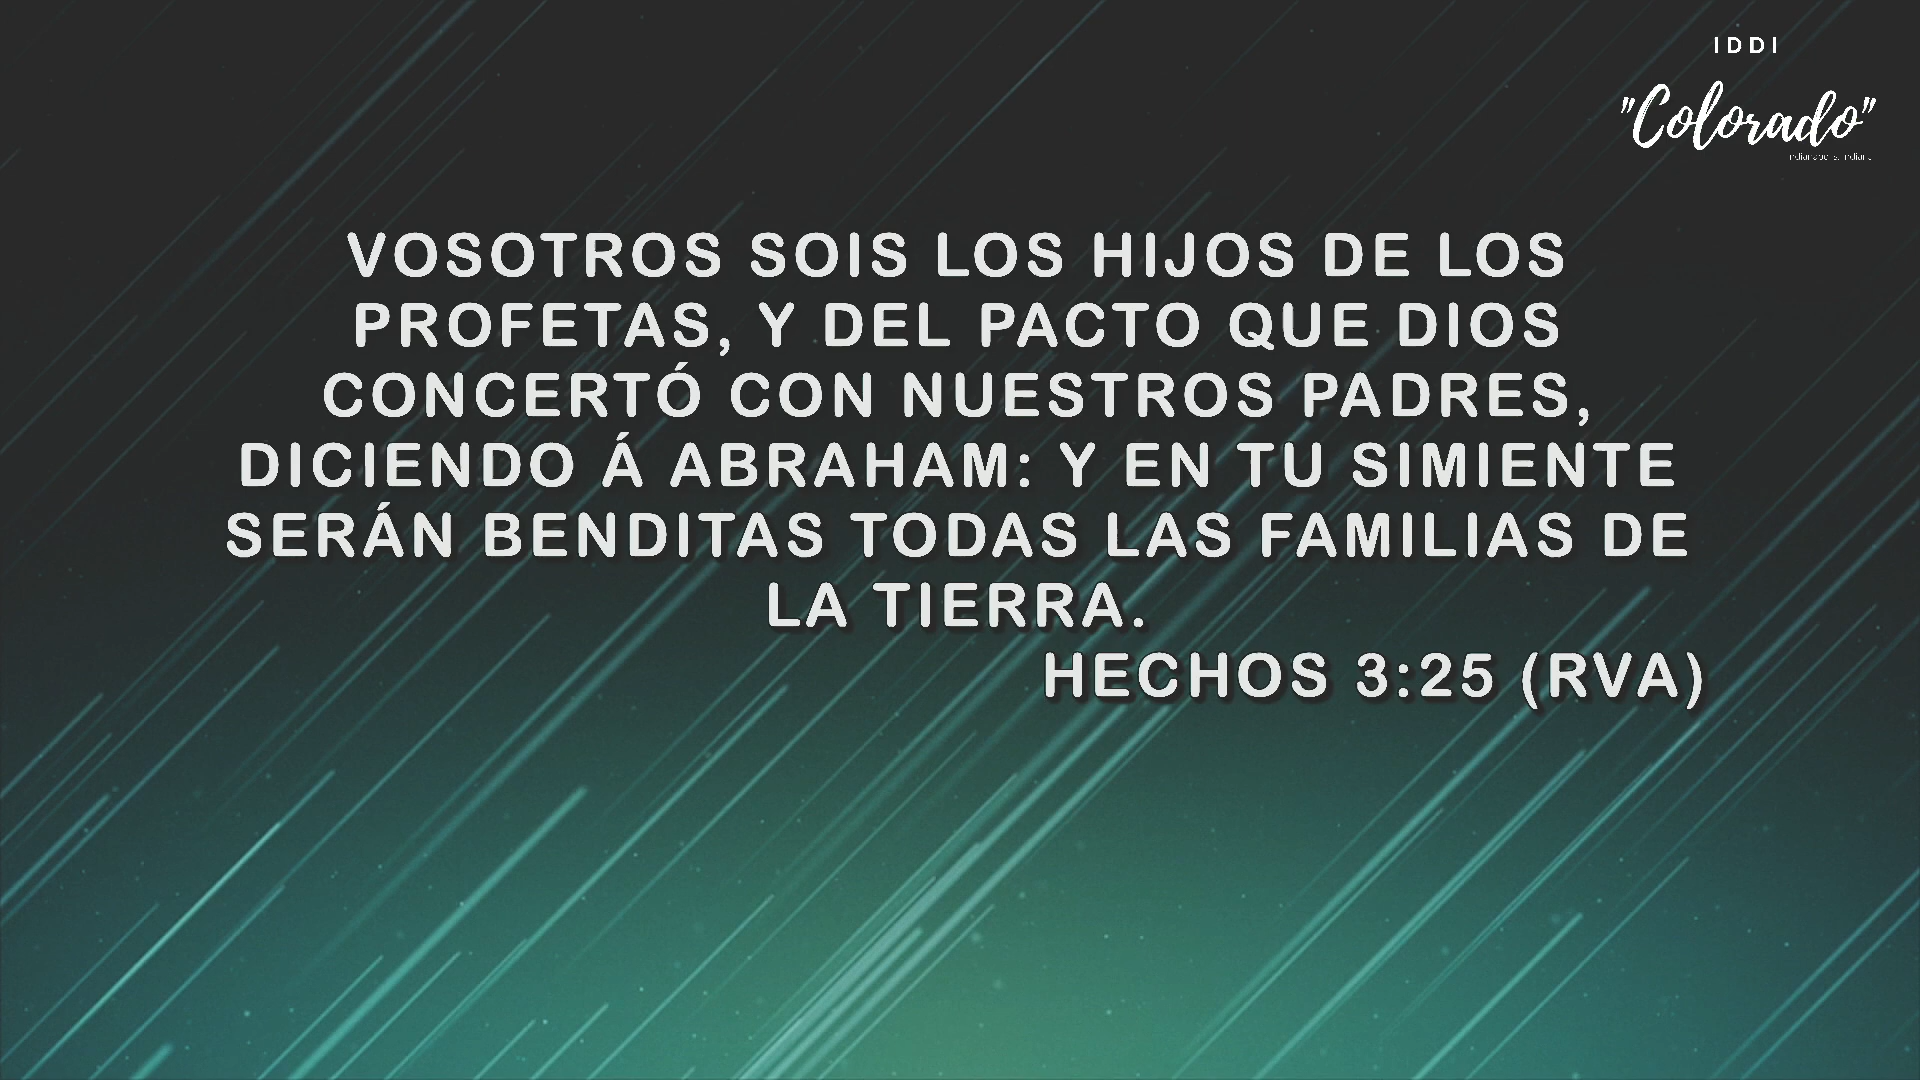 IDDI
"Colorado"
VOSOTROS SOIS LOS HIJOS DE LOS
PROFETAS, Y DEL PACTO QUE DIOS
CONCERTÓ CON NUESTROS PADRES,
DICIENDO Á ABRAHAM: Y EN TU SIMIENTE
SERÁN BENDITAS TODAS LAS FAMILIAS DE
LA TIERRA.
HECHOS 3:25 (RVA)